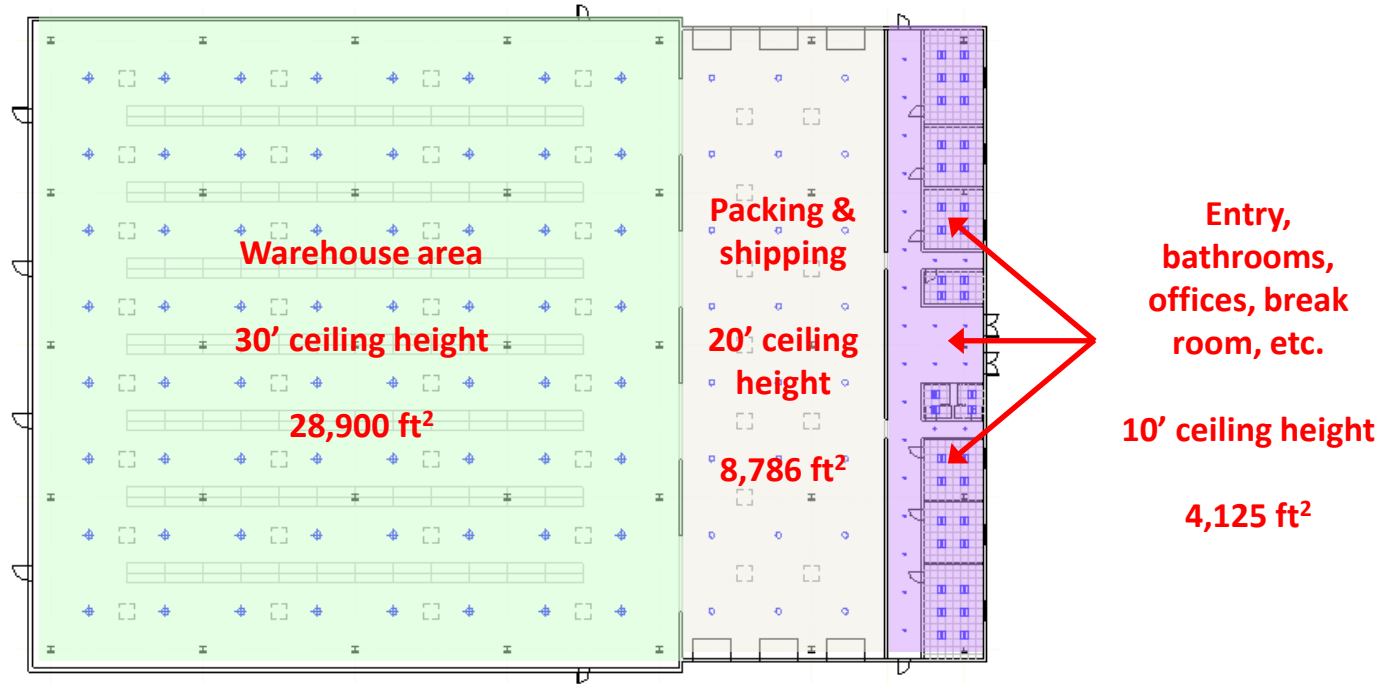 Warehouse area
30’ ceiling height
28,900 ft²
Packing &
shipping
20’ ceiling
height
8,786 ft²
Entry,
bathrooms,
offices, break
room, etc.
10’ ceiling height
4,125 ft²